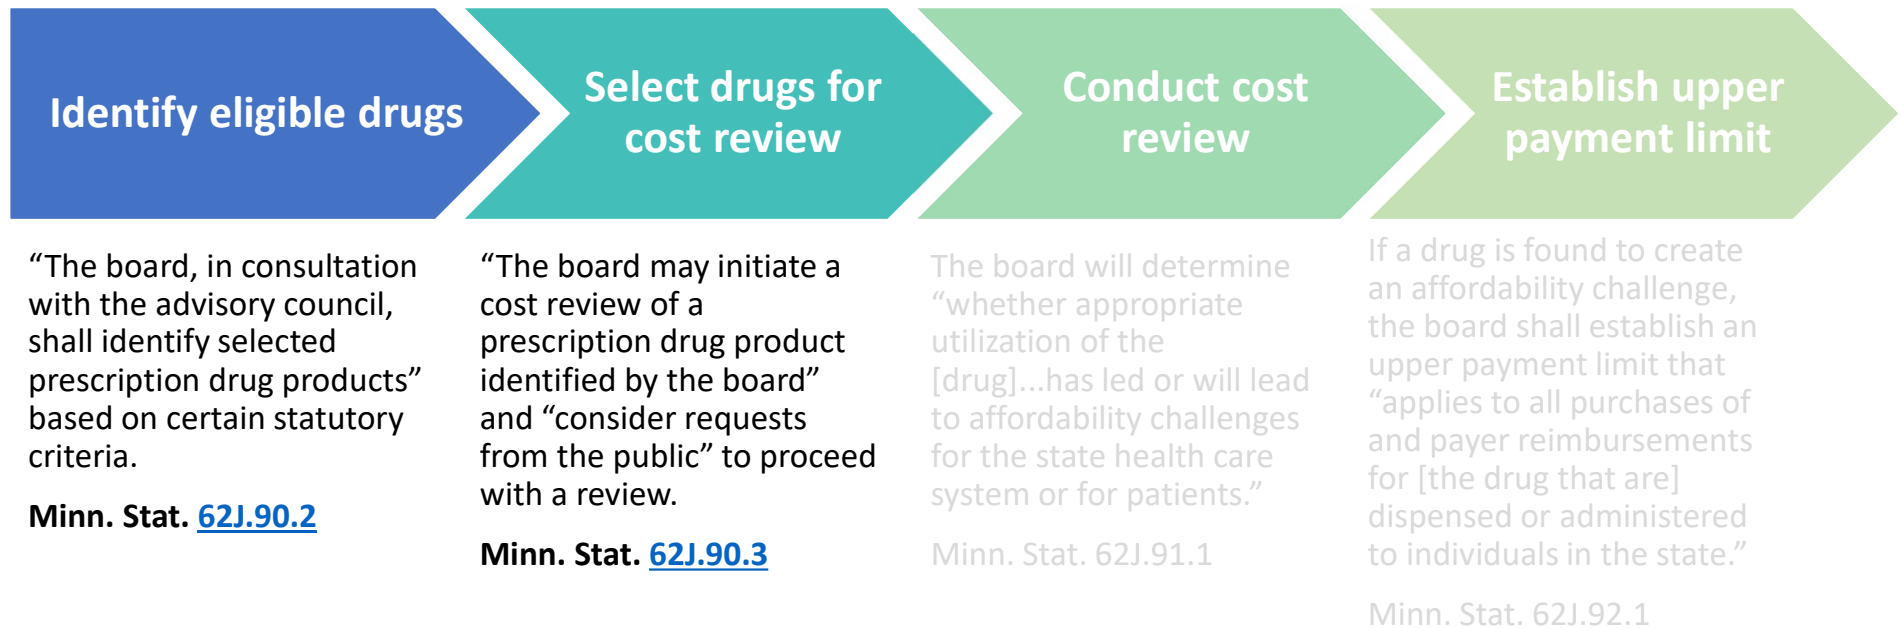 Identify eligible drugs
“The board, in consultation
with the advisory council,
shall identify selected
prescription drug products”
based on certain statutory
criteria.
Minn. Stat. 62J.90.2
Select drugs for
cost review
“The board may initiate a
cost review of a
prescription drug product
identified by the board”
and “consider requests
from the public” to proceed
with a review.
Minn. Stat. 62J.90.3
Conduct cost
review
The board will determine
“whether appropriate
utilization of the
[drug]...has led or will lead
to affordability challenges
for the state health care
system or for patients.”
Minn. Stat. 62J.91.1
Establish upper
payment limit
If a drug is found to create
an affordability challenge,
the board shall establish an
upper payment limit that
“applies to all purchases of
and payer reimbursements
for [the drug that are]
dispensed or administered
to individuals in the state.”
Minn. Stat. 62J.92.1